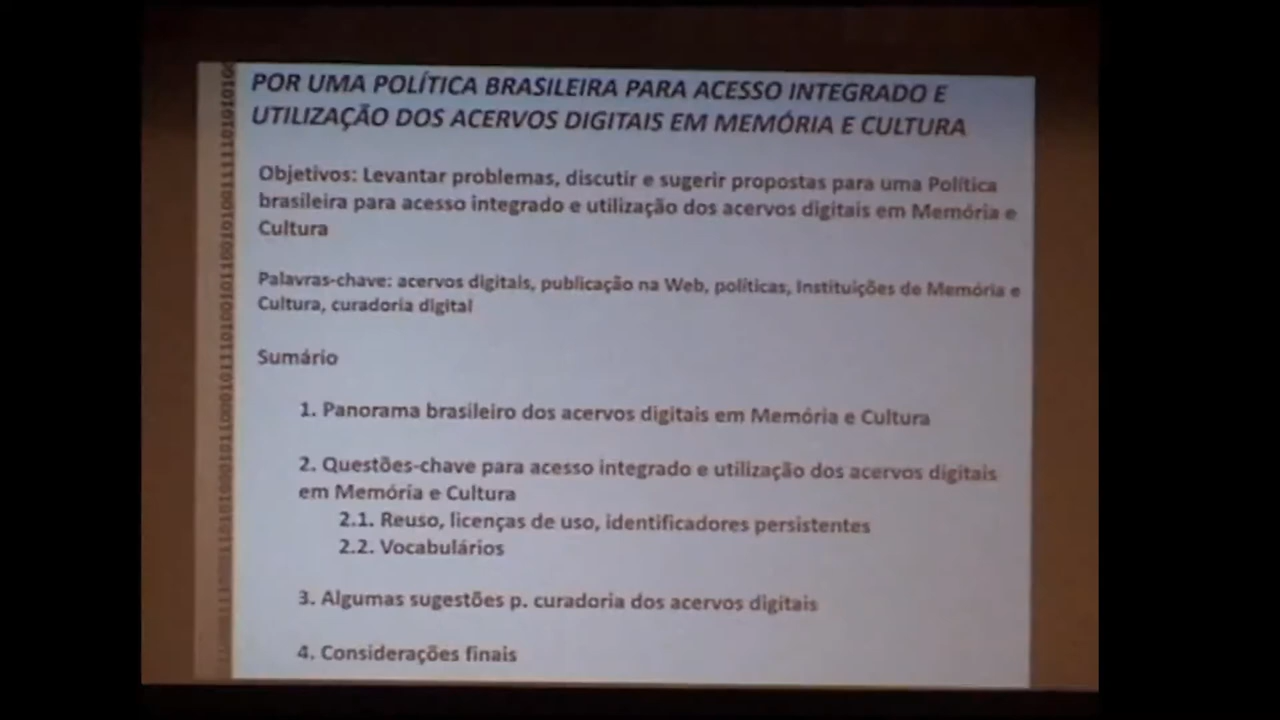 POR UMA POLÍTICA BRASILEIRA PARA ACESSO INTEGRADO E
UTILIZAÇÃO DOS ACERVOS DIGITAIS EM MEMÓRIA E CULTURA
Objetivos: Levantar problemas, discutir e sugerir propostas para uma Política
brasileira para acesso integrado e utilização dos acervos digitais em Memória e
Cultura
Palavras-chave: acervos digitais, publicação na Web, políticas, Instituições de Memória e
Cultura, curadoria digital
Sumário
1. Panorama brasileiro dos acervos digitais em Memória e Cultura
2. Questões-chave para acesso integrado e utilização dos acervos digitais
em Memória e Cultura
2.1. Reuso, licenças de uso, identificadores persistentes
2.2. Vocabulários
3. Algumas sugestões p. curadoria dos acervos digitais
4. Considerações finais